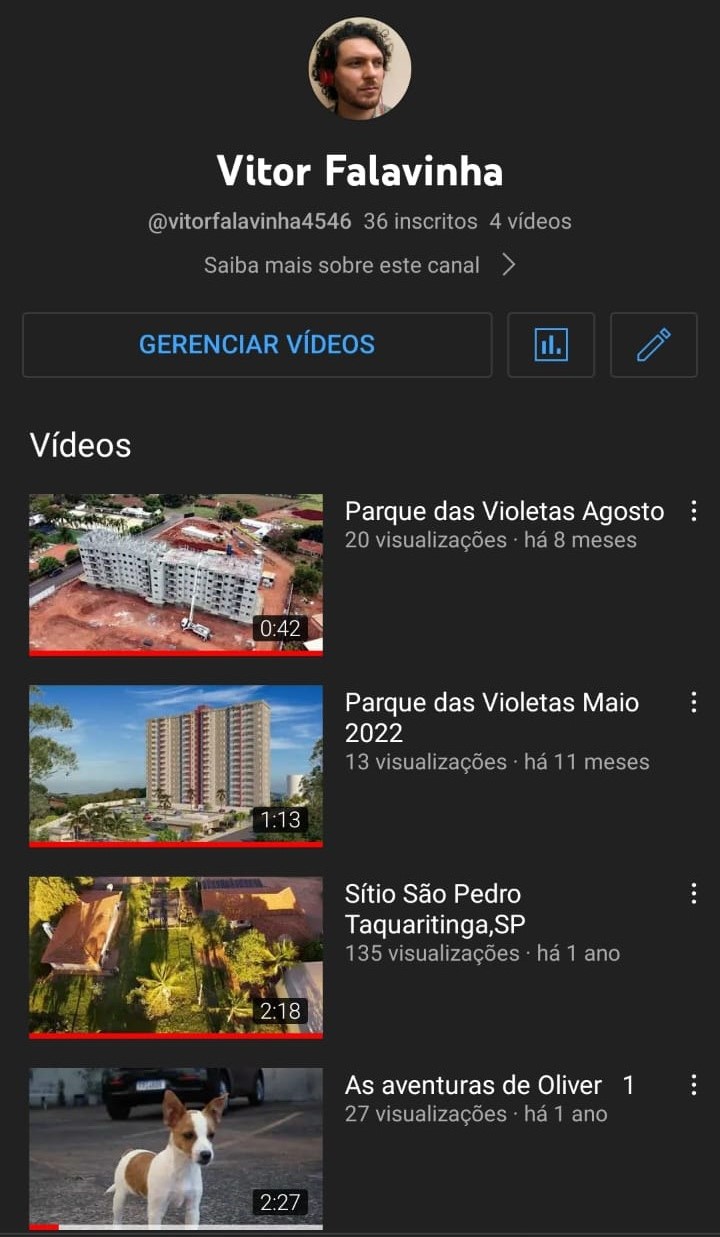 Vitor Falavinha
@vitorfalavinha4546 36 inscritos 4 vídeos
Saiba mais sobre este canal
GERENCIAR VÍDEOS
Vídeos
Parque das Violetas Agosto
20 visualizações · há 8 meses
0:42
Parque das Violetas Maio
2022
13 visualizações · há 11 meses
1:13
Sítio São Pedro
Taquaritinga,SP
135 visualizações · há 1 ano
2:18
As aventuras de Oliver 1
27 visualizações · há 1 ano
2:27